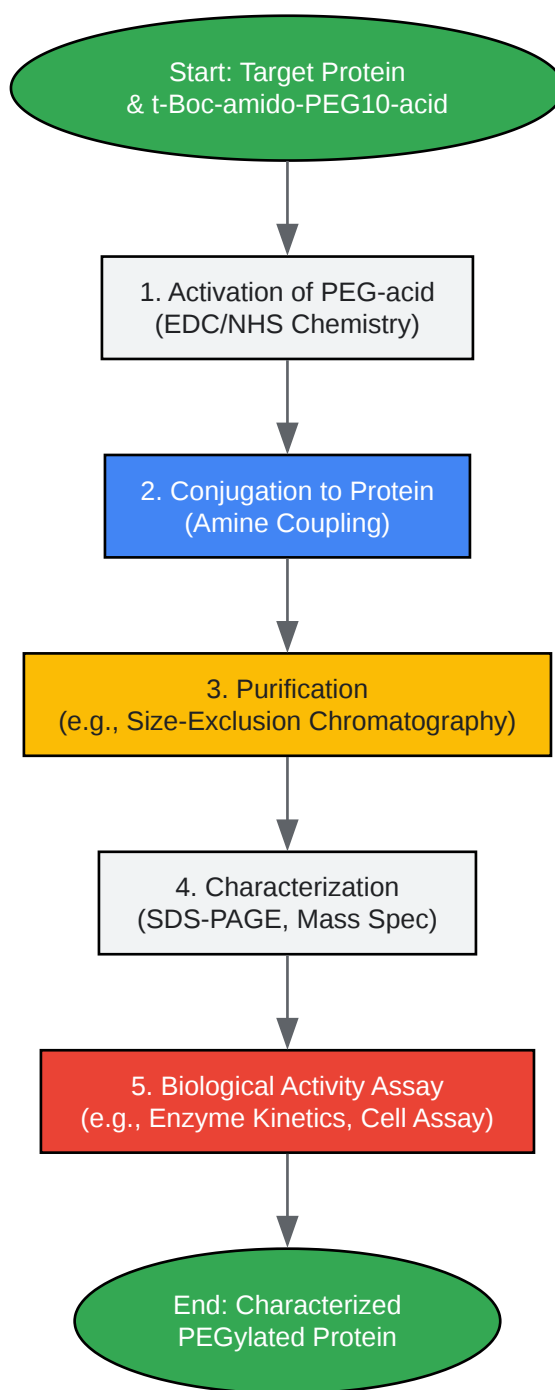 Start: Target Protein
& t-Boc-amido-PEG10-acid
1. Activation of PEG-acid
(EDC/NHS Chemistry)
2. Conjugation to Protein
(Amine Coupling)
3. Purification
(e.g., Size-Exclusion Chromatography)
4. Characterization
(SDS-PAGE, Mass Spec)
5. Biological Activity Assay
(e.g., Enzyme Kinetics, Cell Assay)
End: Characterized
PEGylated Protein